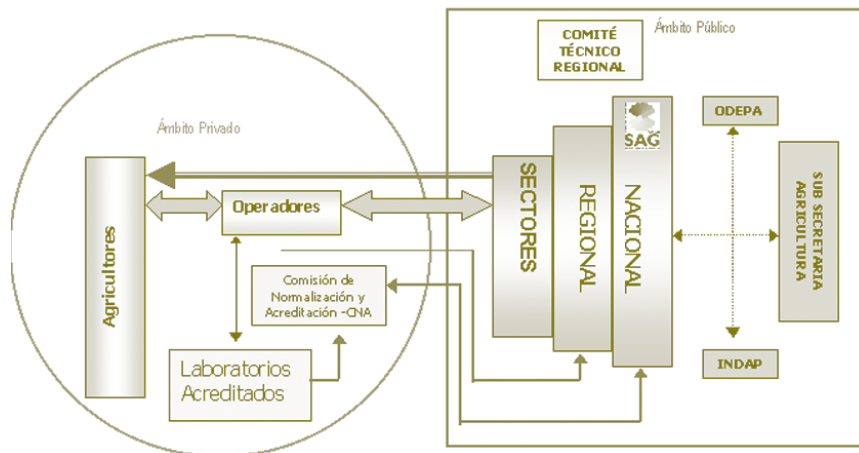 Ámbito Público
COMITÉ
TÉCNICO
REGIONAL
Ámbito Privado
SAG
ODEPA
Agricultores
Operadores
SECTORES
REGIONAL
NACIONAL
SUB SECRETARIA
AGRICULTURA
Comisión de
Normalización y
Acreditación -CNA
Laboratorios
Acreditados
INDAP